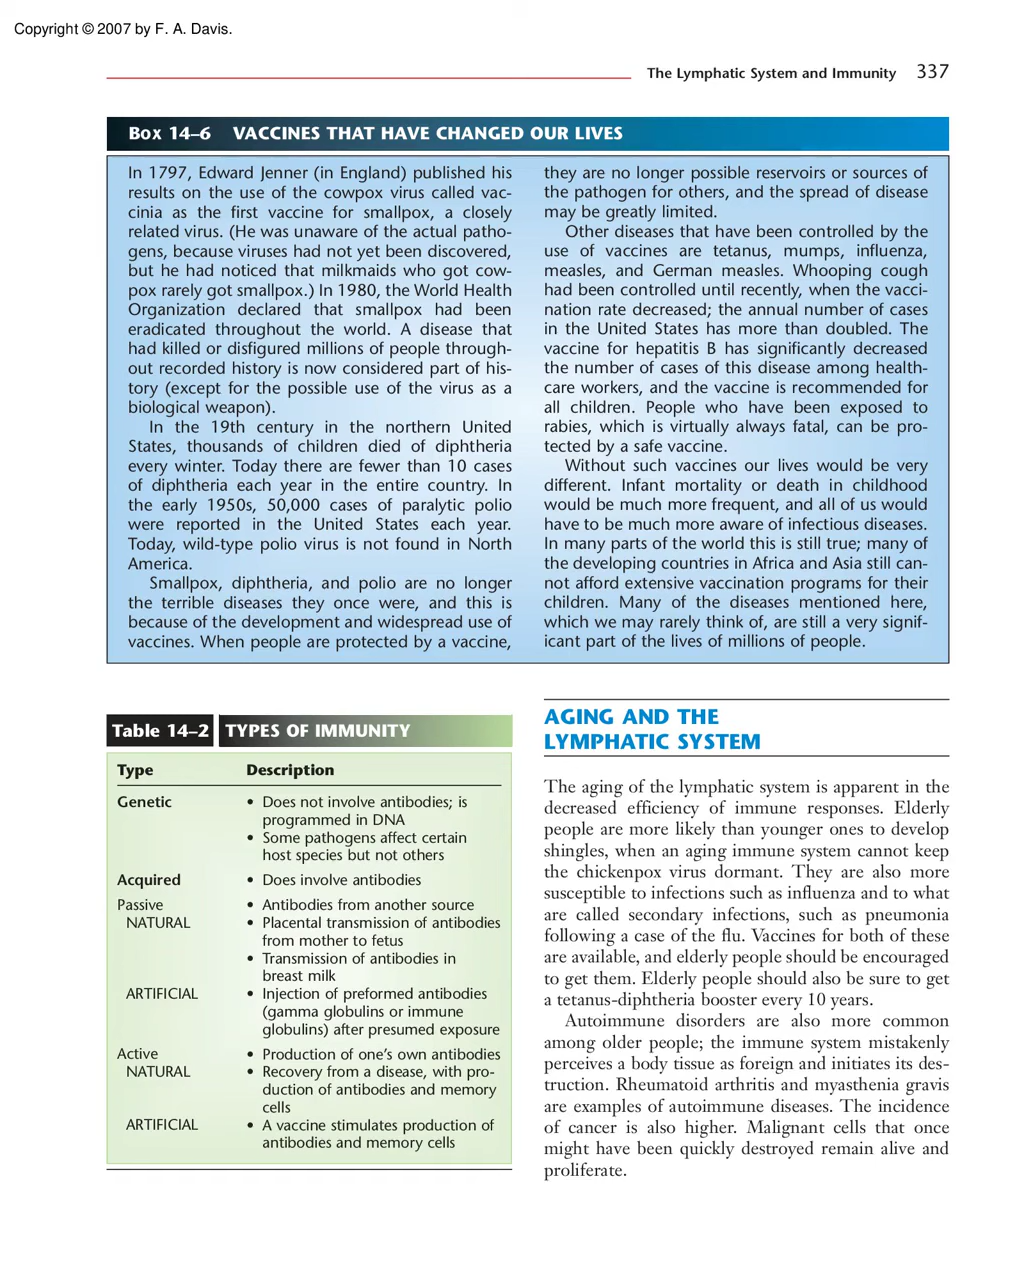 Copyright © 2007 by F. A. Davis.
The Lymphatic System and Immunity 337
Box 14–6 VACCINES THAT HAVE CHANGED OUR LIVES
In 1797, Edward Jenner (in England) published his
results on the use of the cowpox virus called vac-
cinia as the first vaccine for smallpox, a closely
related virus. (He was unaware of the actual patho-
gens, because viruses had not yet been discovered,
but he had noticed that milkmaids who got cow-
pox rarely got smallpox.) In 1980, the World Health
Organization declared that smallpox had been
eradicated throughout the world. A disease that
had killed or disfigured millions of people through-
out recorded history is now considered part of his-
tory (except for the possible use of the virus as a
biological weapon).
In the 19th century in the northern United
States, thousands of children died of diphtheria
every winter. Today there are fewer than 10 cases
of diphtheria each year in the entire country. In
the early 1950s, 50,000 cases of paralytic polio
were reported in the United States each year.
Today, wild-type polio virus is not found in North
America.
Smallpox, diphtheria, and polio are no longer
the terrible diseases they once were, and this is
because of the development and widespread use of
vaccines. When people are protected by a vaccine,
they are no longer possible reservoirs or sources of
the pathogen for others, and the spread of disease
may be greatly limited.
Other diseases that have been controlled by the
use of vaccines are tetanus, mumps, influenza,
measles, and German measles. Whooping cough
had been controlled until recently, when the vacci-
nation rate decreased; the annual number of cases
in the United States has more than doubled. The
vaccine for hepatitis B has significantly decreased
the number of cases of this disease among health-
care workers, and the vaccine is recommended for
all children. People who have been exposed to
rabies, which is virtually always fatal, can be pro-
tected by a safe vaccine.
Without such vaccines our lives would be very
different. Infant mortality or death in childhood
would be much more frequent, and all of us would
have to be much more aware of infectious diseases.
In many parts of the world this is still true; many of
the developing countries in Africa and Asia still can-
not afford extensive vaccination programs for their
children. Many of the diseases mentioned here,
which we may rarely think of, are still a very signif-
icant part of the lives of millions of people.
Table 14–2 TYPES OF IMMUNITY
Type Description
Genetic • Does not involve antibodies; is
programmed in DNA
• Some pathogens affect certain
host species but not others
Acquired • Does involve antibodies
Passive • Antibodies from another source
NATURAL • Placental transmission of antibodies
from mother to fetus
• Transmission of antibodies in
breast milk
ARTIFICIAL • Injection of preformed antibodies
(gamma globulins or immune
globulins) after presumed exposure
Active • Production of one’s own antibodies
NATURAL • Recovery from a disease, with pro-
duction of antibodies and memory
cells
ARTIFICIAL • A vaccine stimulates production of
antibodies and memory cells
AGING AND THE
LYMPHATIC SYSTEM
The aging of the lymphatic system is apparent in the
decreased efficiency of immune responses. Elderly
people are more likely than younger ones to develop
shingles, when an aging immune system cannot keep
the chickenpox virus dormant. They are also more
susceptible to infections such as influenza and to what
are called secondary infections, such as pneumonia
following a case of the flu. Vaccines for both of these
are available, and elderly people should be encouraged
to get them. Elderly people should also be sure to get
a tetanus-diphtheria booster every 10 years.
Autoimmune disorders are also more common
among older people; the immune system mistakenly
perceives a body tissue as foreign and initiates its des-
truction. Rheumatoid arthritis and myasthenia gravis
are examples of autoimmune diseases. The incidence
of cancer is also higher. Malignant cells that once
might have been quickly destroyed remain alive and
proliferate.